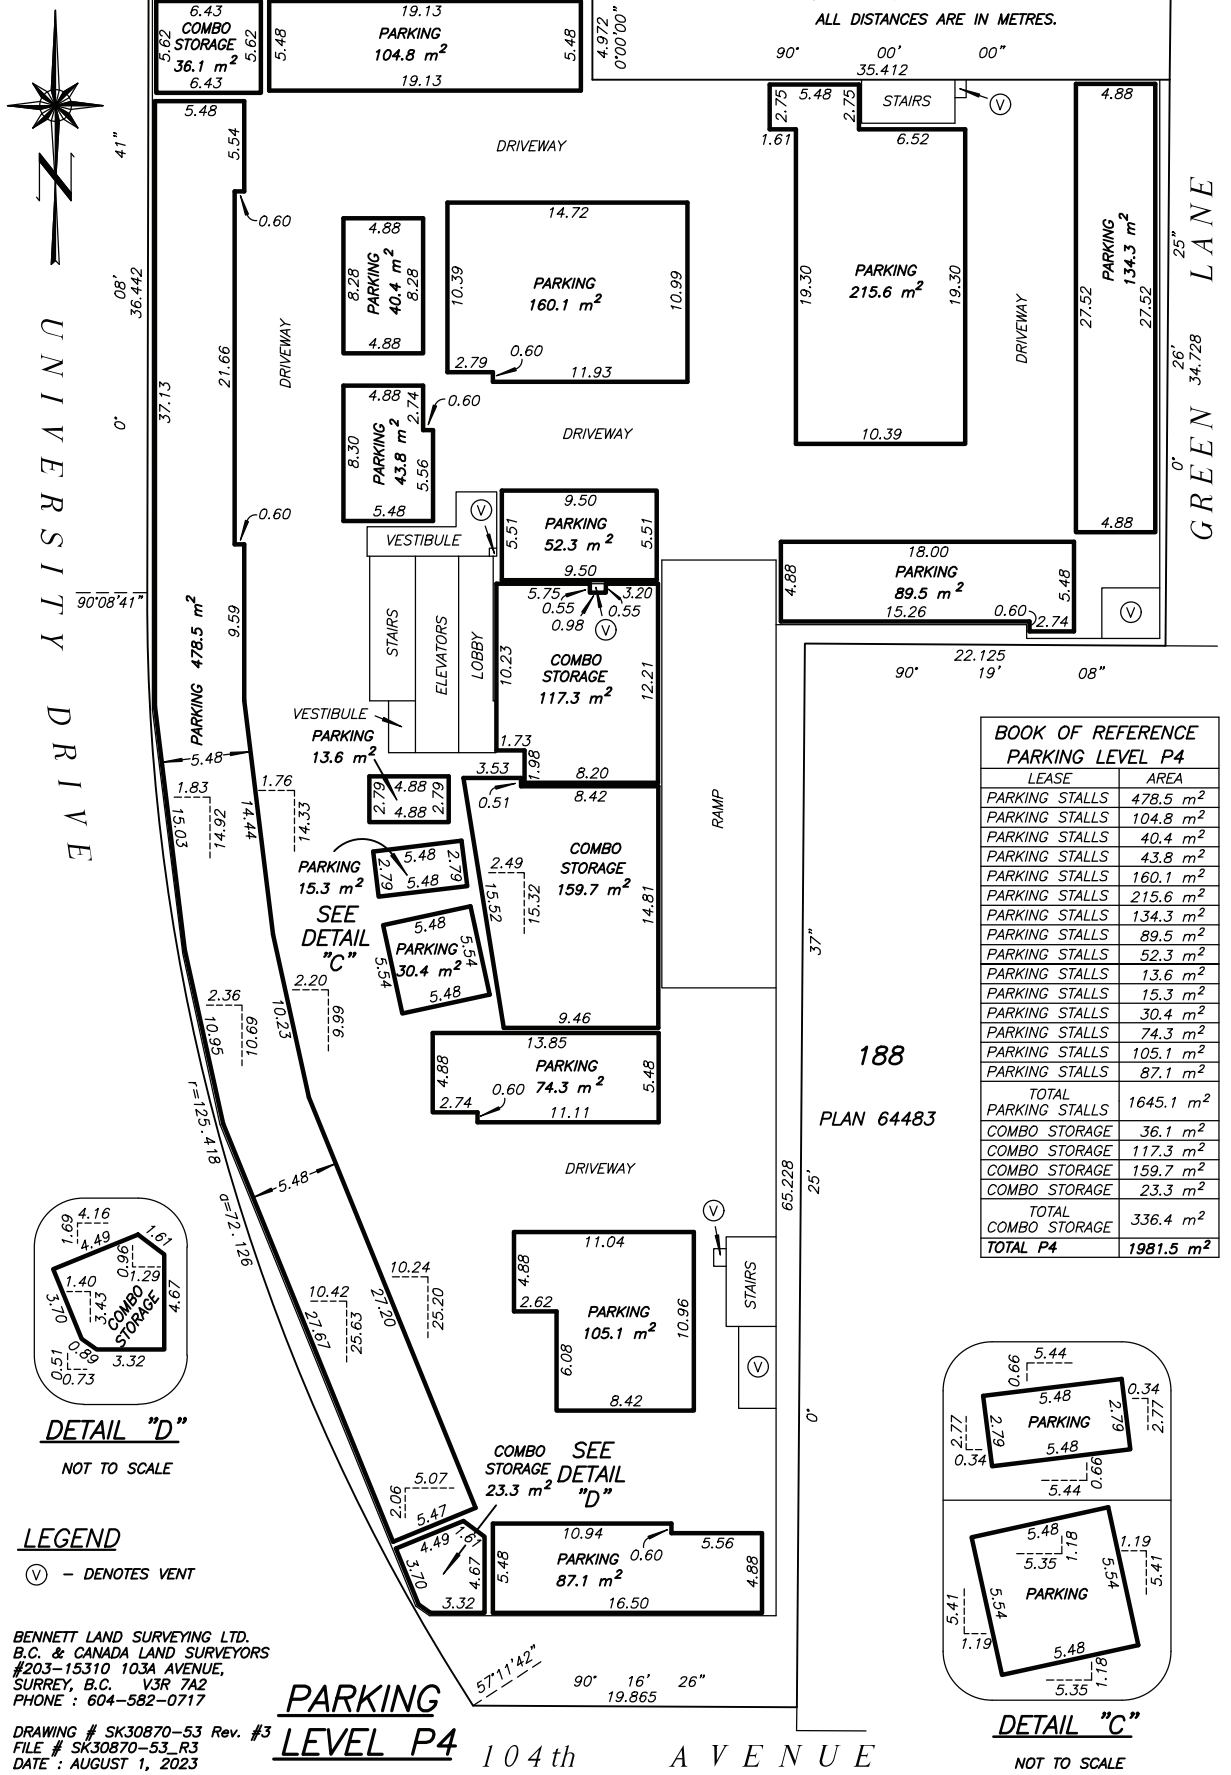 ALL DISTANCES ARE IN METRES.
6.43
COMBO
STORAGE
36.1 m²
6.43
5.62
5.62
19.13
PARKING
104.8 m²
19.13
5.48
5.48
4.972
0°00'00"
90° 00' 00"
35.412
5.48
5.54
0.60
21.66
37.13
0.60
9.59
PARKING 478.5 m²
5.48
41"
08'
36.442
0°
UNIVERSITY DRIVE
90°08'41"
DRIVEWAY
DRIVEWAY
4.88
8.28
PARKING
40.4 m²
8.28
4.88
14.72
10.39
PARKING
160.1 m²
10.99
2.79
0.60
11.93
2.75
5.48
2.75
STAIRS
V
1.61
6.52
19.30
PARKING
215.6 m²
19.30
10.39
DRIVEWAY
4.88
PARKING
134.3 m²
27.52
27.52
4.88
25"
26'
34.728
0°
GREEN LANE
4.88
2.74
0.60
8.30
PARKING
43.8 m²
5.56
5.48
DRIVEWAY
VESTIBULE
V
9.50
5.51
PARKING
52.3 m²
5.51
9.50
5.75
3.20
0.55
0.55
0.98
V
STAIRS
ELEVATORS
LOBBY
10.23
COMBO
STORAGE
117.3 m²
12.21
1.73
1.98
8.20
VESTIBULE
RAMP
18.00
4.88
PARKING
89.5 m²
5.48
15.26
0.60
2.74
V
22.125
90° 19' 08"
PARKING
13.6 m²
2.79
4.88
2.79
4.88
3.53
0.51
8.42
COMBO
STORAGE
159.7 m²
2.49
15.52
15.32
14.81
9.46
1.83
15.03
14.92
1.76
14.44
14.33
PARKING
15.3 m²
5.48
2.79
2.79
5.48
SEE
DETAIL
"C"
5.48
5.54
PARKING
30.4 m²
5.54
5.48
2.36
10.95
10.69
2.20
10.23
9.99
13.85
4.88
PARKING
74.3 m²
5.48
2.74
0.60
11.11
r=125.418
a=72.126
5.48
DRIVEWAY
37"
188
PLAN 64483
65.228
25'
0°
BOOK OF REFERENCE
PARKING LEVEL P4
LEASE AREA
PARKING STALLS 478.5 m²
PARKING STALLS 104.8 m²
PARKING STALLS 40.4 m²
PARKING STALLS 43.8 m²
PARKING STALLS 160.1 m²
PARKING STALLS 215.6 m²
PARKING STALLS 134.3 m²
PARKING STALLS 89.5 m²
PARKING STALLS 52.3 m²
PARKING STALLS 13.6 m²
PARKING STALLS 15.3 m²
PARKING STALLS 30.4 m²
PARKING STALLS 74.3 m²
PARKING STALLS 105.1 m²
PARKING STALLS 87.1 m²
TOTAL
PARKING STALLS 1645.1 m²
COMBO STORAGE 36.1 m²
COMBO STORAGE 117.3 m²
COMBO STORAGE 159.7 m²
COMBO STORAGE 23.3 m²
TOTAL
COMBO STORAGE 336.4 m²
TOTAL P4 1981.5 m²
4.16
1.69
4.49
0.96
1.61
1.29
1.40
3.70
3.43
COMBO
STORAGE
4.67
0.89
3.32
0.51
0.73
DETAIL "D"
NOT TO SCALE
10.42
27.67
25.63
10.24
27.20
25.20
11.04
4.88
2.62
PARKING
105.1 m²
10.96
6.08
8.42
V
STAIRS
V
5.07
2.06
5.47
COMBO
STORAGE
23.3 m²
SEE
DETAIL
"D"
4.49
1.61
3.70
4.67
3.32
10.94
5.48
PARKING
87.1 m²
0.60
5.56
4.88
16.50
57°11'42"
90° 16' 26"
19.865
5.44
0.66
5.48
0.34
2.77
2.77
2.79
PARKING
2.79
0.34
5.48
5.44
0.66
5.48
5.35
1.18
1.19
5.41
5.54
PARKING
5.54
5.41
1.19
5.48
5.35
1.18
DETAIL "C"
NOT TO SCALE
LEGEND
V – DENOTES VENT
BENNETT LAND SURVEYING LTD.
B.C. & CANADA LAND SURVEYORS
#203–15310 103A AVENUE,
SURREY, B.C. V3R 7A2
PHONE : 604–582–0717
DRAWING # SK30870–53 Rev. #3
FILE # SK30870–53_R3
DATE : AUGUST 1, 2023
PARKING
LEVEL P4
104th AVENUE